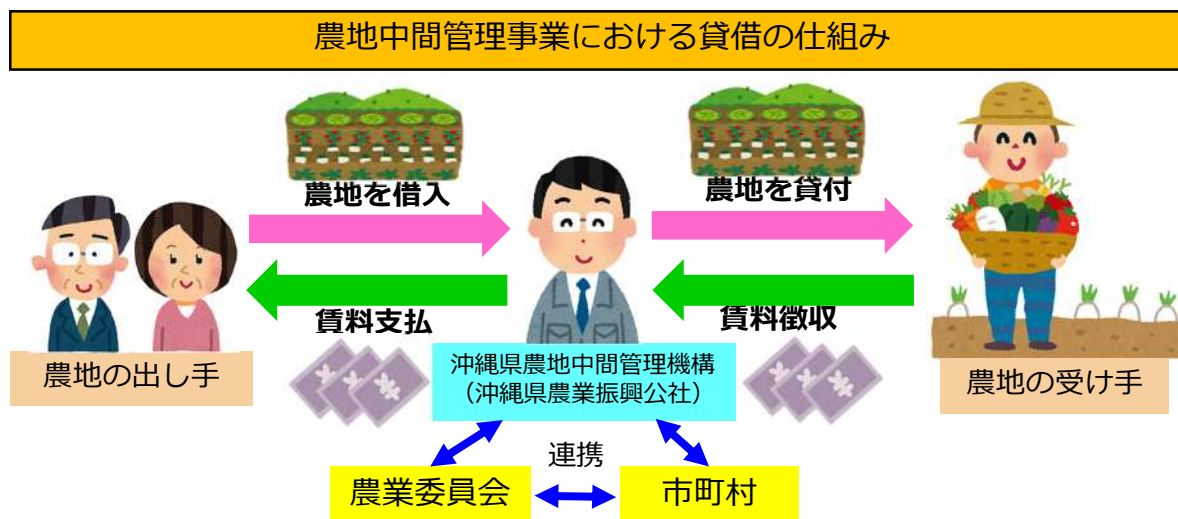 農地中間管理事業における貸借の仕組み
農地を借入
農地を貸付
賃料支払
賃料徴収
農地の出し手
沖縄県農地中間管理機構
（沖縄県農業振興公社）
農地の受け手
連携
農業委員会
市町村